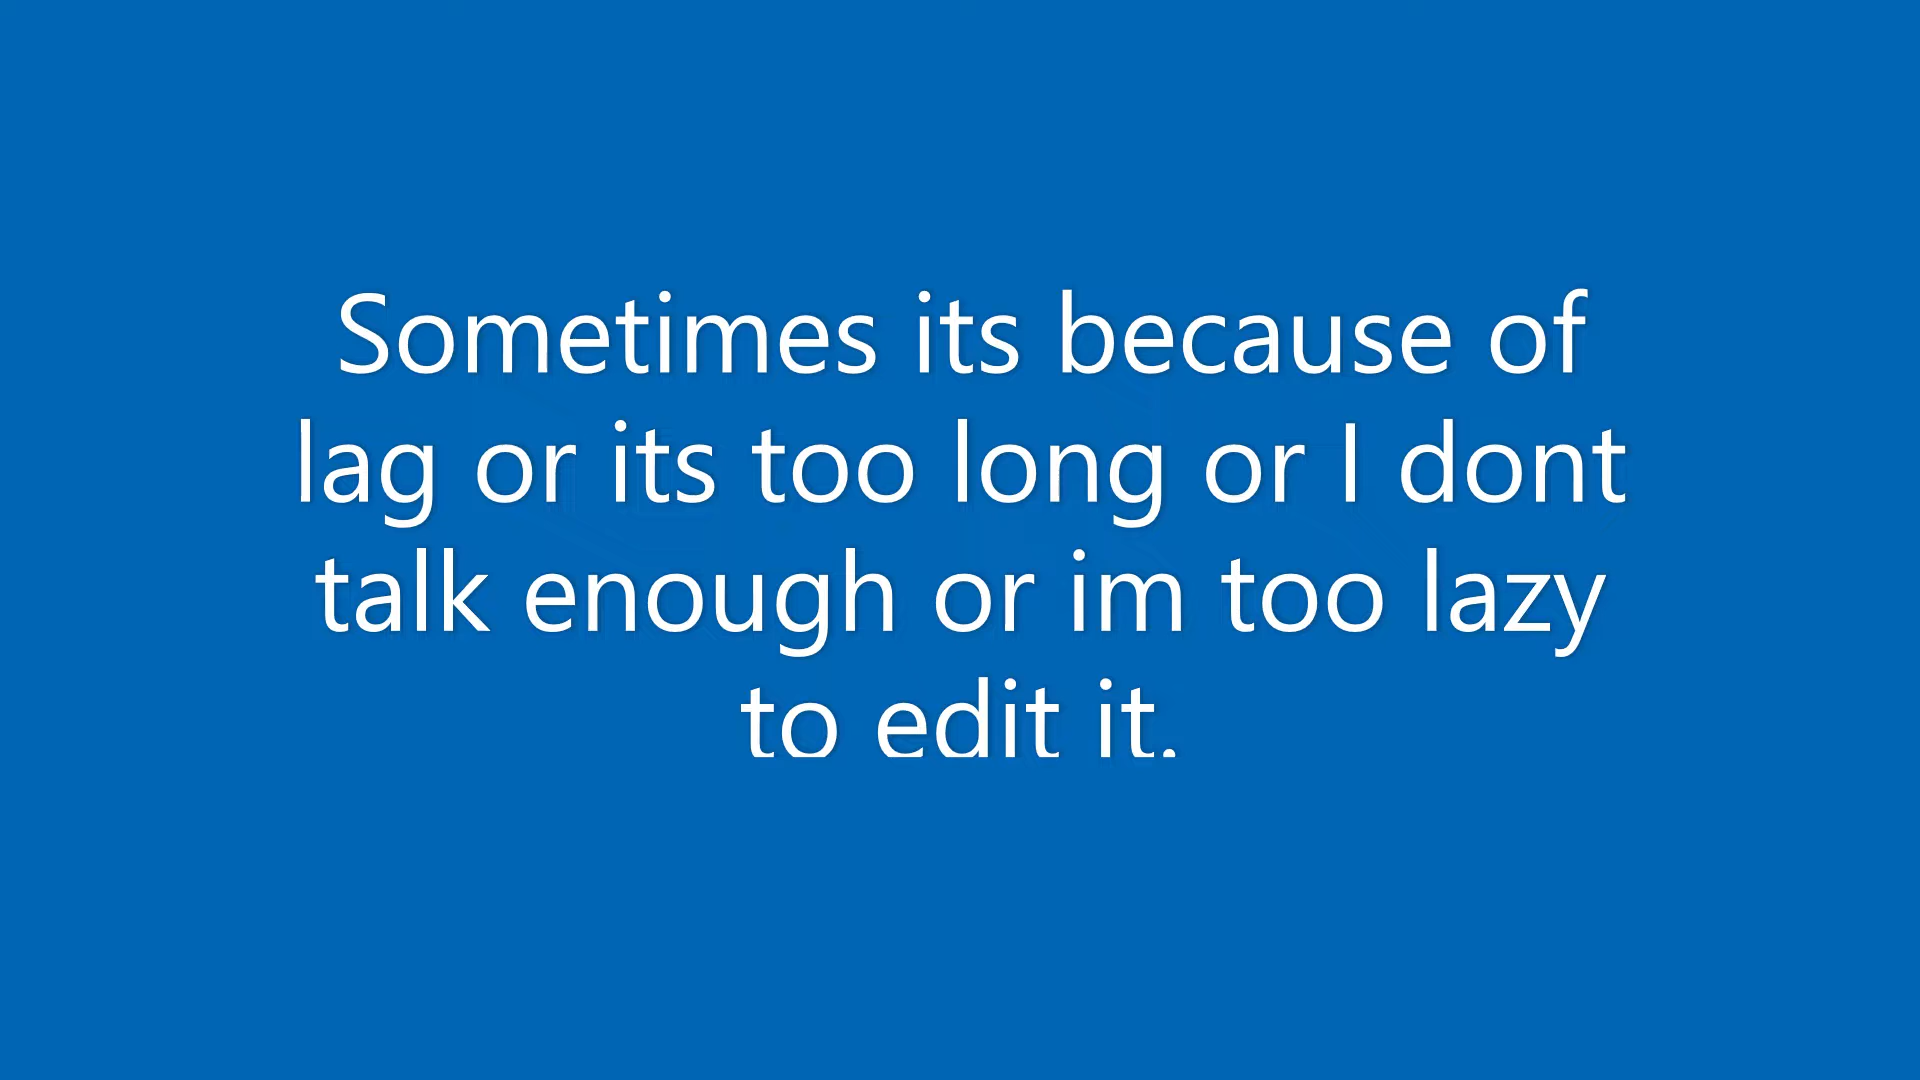 Sometimes its because of
lag or its too long or I dont
talk enough or im too lazy
to edit it.